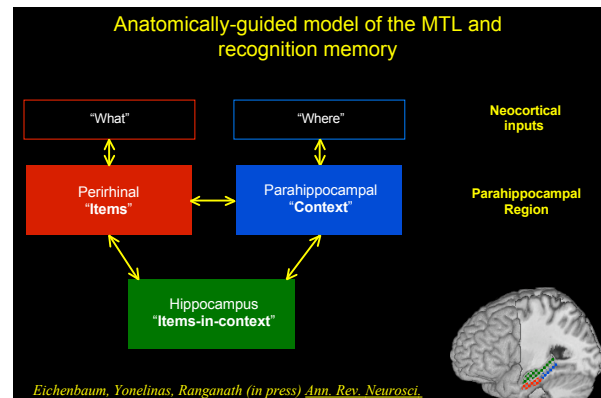 Anatomically-guided model of the MTL and
recognition memory
“What”
“Where”
Neocortical
inputs
Perirhinal
“Items”
Parahippocampal
“Context”
Parahippocampal
Region
Hippocampus
“Items-in-context”
Eichenbaum, Yonelinas, Ranganath (in press) Ann. Rev. Neurosci.